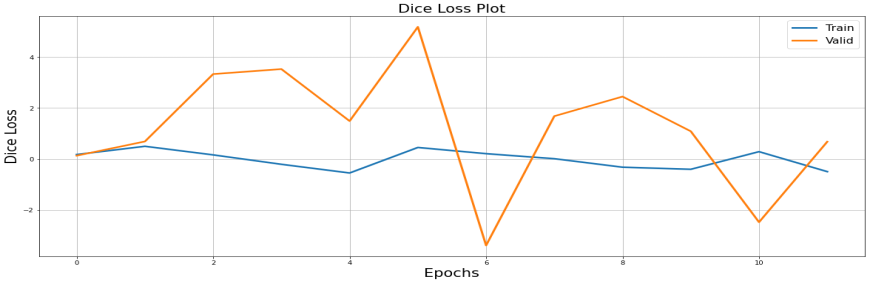 Dice Loss Plot
Train
Valid
4
2
0
−2
Dice Loss
0 2 4 6 8 10
Epochs